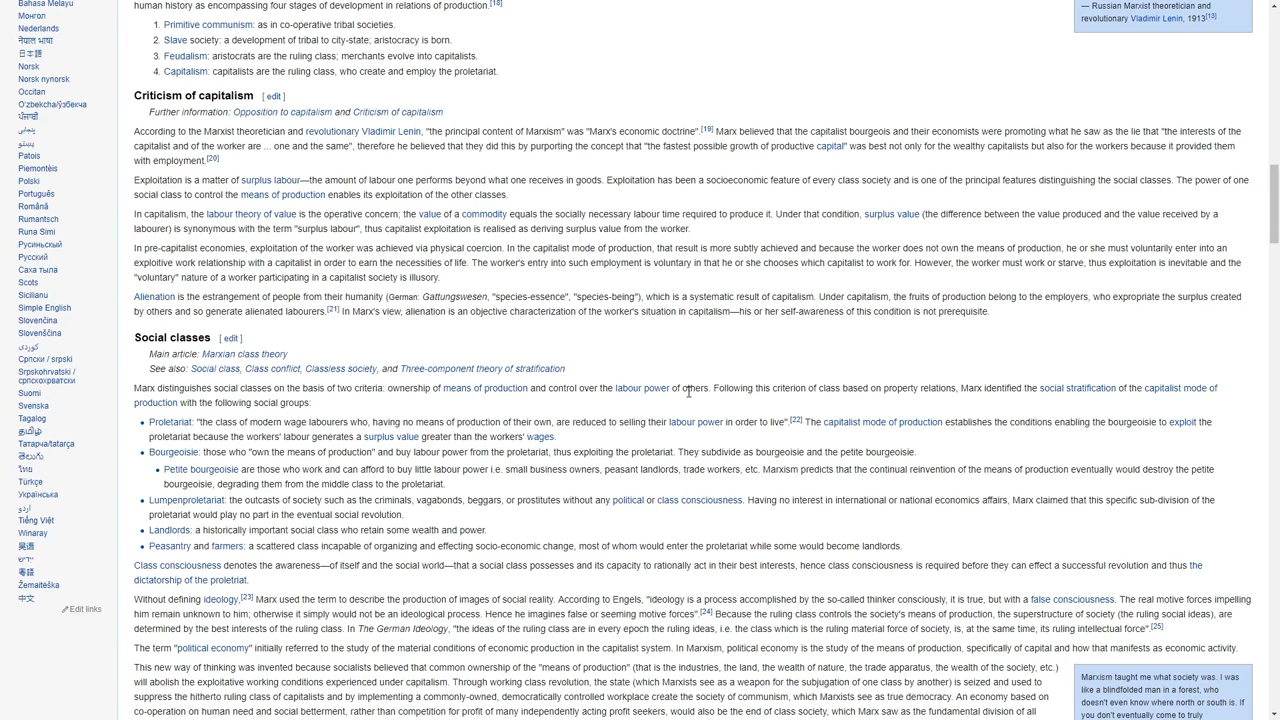 Bahasa Melayu
Монгол
Nederlands
नेपाल भाषा
日本語
Norsk
Norsk nynorsk
Occitan
Oʻzbekcha/ўзбекча
ਪੰਜਾਬੀ
پنجابی
پښتو
Patois
Piemontèis
Polski
Português
Română
Rumantsch
Runa Simi
Русиньскый
Русский
Саха тыла
Scots
Sicilianu
Simple English
Slovenčina
Slovenščina
کوردی
Српски / srpski
Srpskohrvatski /
српскохрватски
Suomi
Svenska
Tagalog
தமிழ்
Татарча/tatarça
తెలుగు
ไทย
Türkçe
Українська
اردو
Tiếng Việt
Winaray
吴语
ייִדיש
粵語
Žemaitėška
中文
Edit links
human history as encompassing four stages of development in relations of production.[18]
1. Primitive communism: as in co-operative tribal societies.
2. Slave society: a development of tribal to city-state; aristocracy is born.
3. Feudalism: aristocrats are the ruling class; merchants evolve into capitalists.
4. Capitalism: capitalists are the ruling class, who create and employ the proletariat.
— Russian Marxist theoretician and
revolutionary Vladimir Lenin, 1913[13]
Criticism of capitalism [ edit ]
Further information: Opposition to capitalism and Criticism of capitalism
According to the Marxist theoretician and revolutionary Vladimir Lenin, "the principal content of Marxism" was "Marx's economic doctrine".[19] Marx believed that the capitalist bourgeois and their economists were promoting what he saw as the lie that "the interests of the
capitalist and of the worker are ... one and the same", therefore he believed that they did this by purporting the concept that "the fastest possible growth of productive capital" was best not only for the wealthy capitalists but also for the workers because it provided them
with employment.[20]
Exploitation is a matter of surplus labour—the amount of labour one performs beyond what one receives in goods. Exploitation has been a socioeconomic feature of every class society and is one of the principal features distinguishing the social classes. The power of one
social class to control the means of production enables its exploitation of the other classes.
In capitalism, the labour theory of value is the operative concern; the value of a commodity equals the socially necessary labour time required to produce it. Under that condition, surplus value (the difference between the value produced and the value received by a
labourer) is synonymous with the term "surplus labour", thus capitalist exploitation is realised as deriving surplus value from the worker.
In pre-capitalist economies, exploitation of the worker was achieved via physical coercion. In the capitalist mode of production, that result is more subtly achieved and because the worker does not own the means of production, he or she must voluntarily enter into an
exploitive work relationship with a capitalist in order to earn the necessities of life. The worker's entry into such employment is voluntary in that he or she chooses which capitalist to work for. However, the worker must work or starve, thus exploitation is inevitable and the
"voluntary" nature of a worker participating in a capitalist society is illusory.
Alienation is the estrangement of people from their humanity (German: Gattungswesen, "species-essence", "species-being"), which is a systematic result of capitalism. Under capitalism, the fruits of production belong to the employers, who expropriate the surplus created
by others and so generate alienated labourers.[21] In Marx's view, alienation is an objective characterization of the worker's situation in capitalism—his or her self-awareness of this condition is not prerequisite.
Social classes [ edit ]
Main article: Marxian class theory
See also: Social class, Class conflict, Classless society, and Three-component theory of stratification
Marx distinguishes social classes on the basis of two criteria: ownership of means of production and control over the labour power of others. Following this criterion of class based on property relations, Marx identified the social stratification of the capitalist mode of
production with the following social groups:
• Proletariat: "the class of modern wage labourers who, having no means of production of their own, are reduced to selling their labour power in order to live".[22] The capitalist mode of production establishes the conditions enabling the bourgeoisie to exploit the
proletariat because the workers' labour generates a surplus value greater than the workers' wages.
• Bourgeoisie: those who "own the means of production" and buy labour power from the proletariat, thus exploiting the proletariat. They subdivide as bourgeoisie and the petite bourgeoisie.
• Petite bourgeoisie are those who work and can afford to buy little labour power i.e. small business owners, peasant landlords, trade workers, etc. Marxism predicts that the continual reinvention of the means of production eventually would destroy the petite
bourgeoisie, degrading them from the middle class to the proletariat.
• Lumpenproletariat: the outcasts of society such as the criminals, vagabonds, beggars, or prostitutes without any political or class consciousness. Having no interest in international or national economics affairs, Marx claimed that this specific sub-division of the
proletariat would play no part in the eventual social revolution.
• Landlords: a historically important social class who retain some wealth and power.
• Peasantry and farmers: a scattered class incapable of organizing and effecting socio-economic change, most of whom would enter the proletariat while some would become landlords.
Class consciousness denotes the awareness—of itself and the social world—that a social class possesses and its capacity to rationally act in their best interests, hence class consciousness is required before they can effect a successful revolution and thus the
dictatorship of the proletriat.
Without defining ideology,[23] Marx used the term to describe the production of images of social reality. According to Engels, "ideology is a process accomplished by the so-called thinker consciously, it is true, but with a false consciousness. The real motive forces impelling
him remain unknown to him; otherwise it simply would not be an ideological process. Hence he imagines false or seeming motive forces".[24] Because the ruling class controls the society's means of production, the superstructure of society (the ruling social ideas), are
determined by the best interests of the ruling class. In The German Ideology, "the ideas of the ruling class are in every epoch the ruling ideas, i.e. the class which is the ruling material force of society, is, at the same time, its ruling intellectual force" [25]
The term "political economy" initially referred to the study of the material conditions of economic production in the capitalist system. In Marxism, political economy is the study of the means of production, specifically of capital and how that manifests as economic activity.
This new way of thinking was invented because socialists believed that common ownership of the "means of production" (that is the industries, the land, the wealth of nature, the trade apparatus, the wealth of the society, etc.)
will abolish the exploitative working conditions experienced under capitalism. Through working class revolution, the state (which Marxists see as a weapon for the subjugation of one class by another) is seized and used to
suppress the hitherto ruling class of capitalists and by implementing a commonly-owned, democratically controlled workplace create the society of communism, which Marxists see as true democracy. An economy based on
co-operation on human need and social betterment, rather than competition for profit of many independently acting profit seekers, would also be the end of class society, which Marx saw as the fundamental division of all
Marxism taught me what society was. I was
like a blindfolded man in a forest, who
doesn't even know where north or south is. If
you don't eventually come to truly